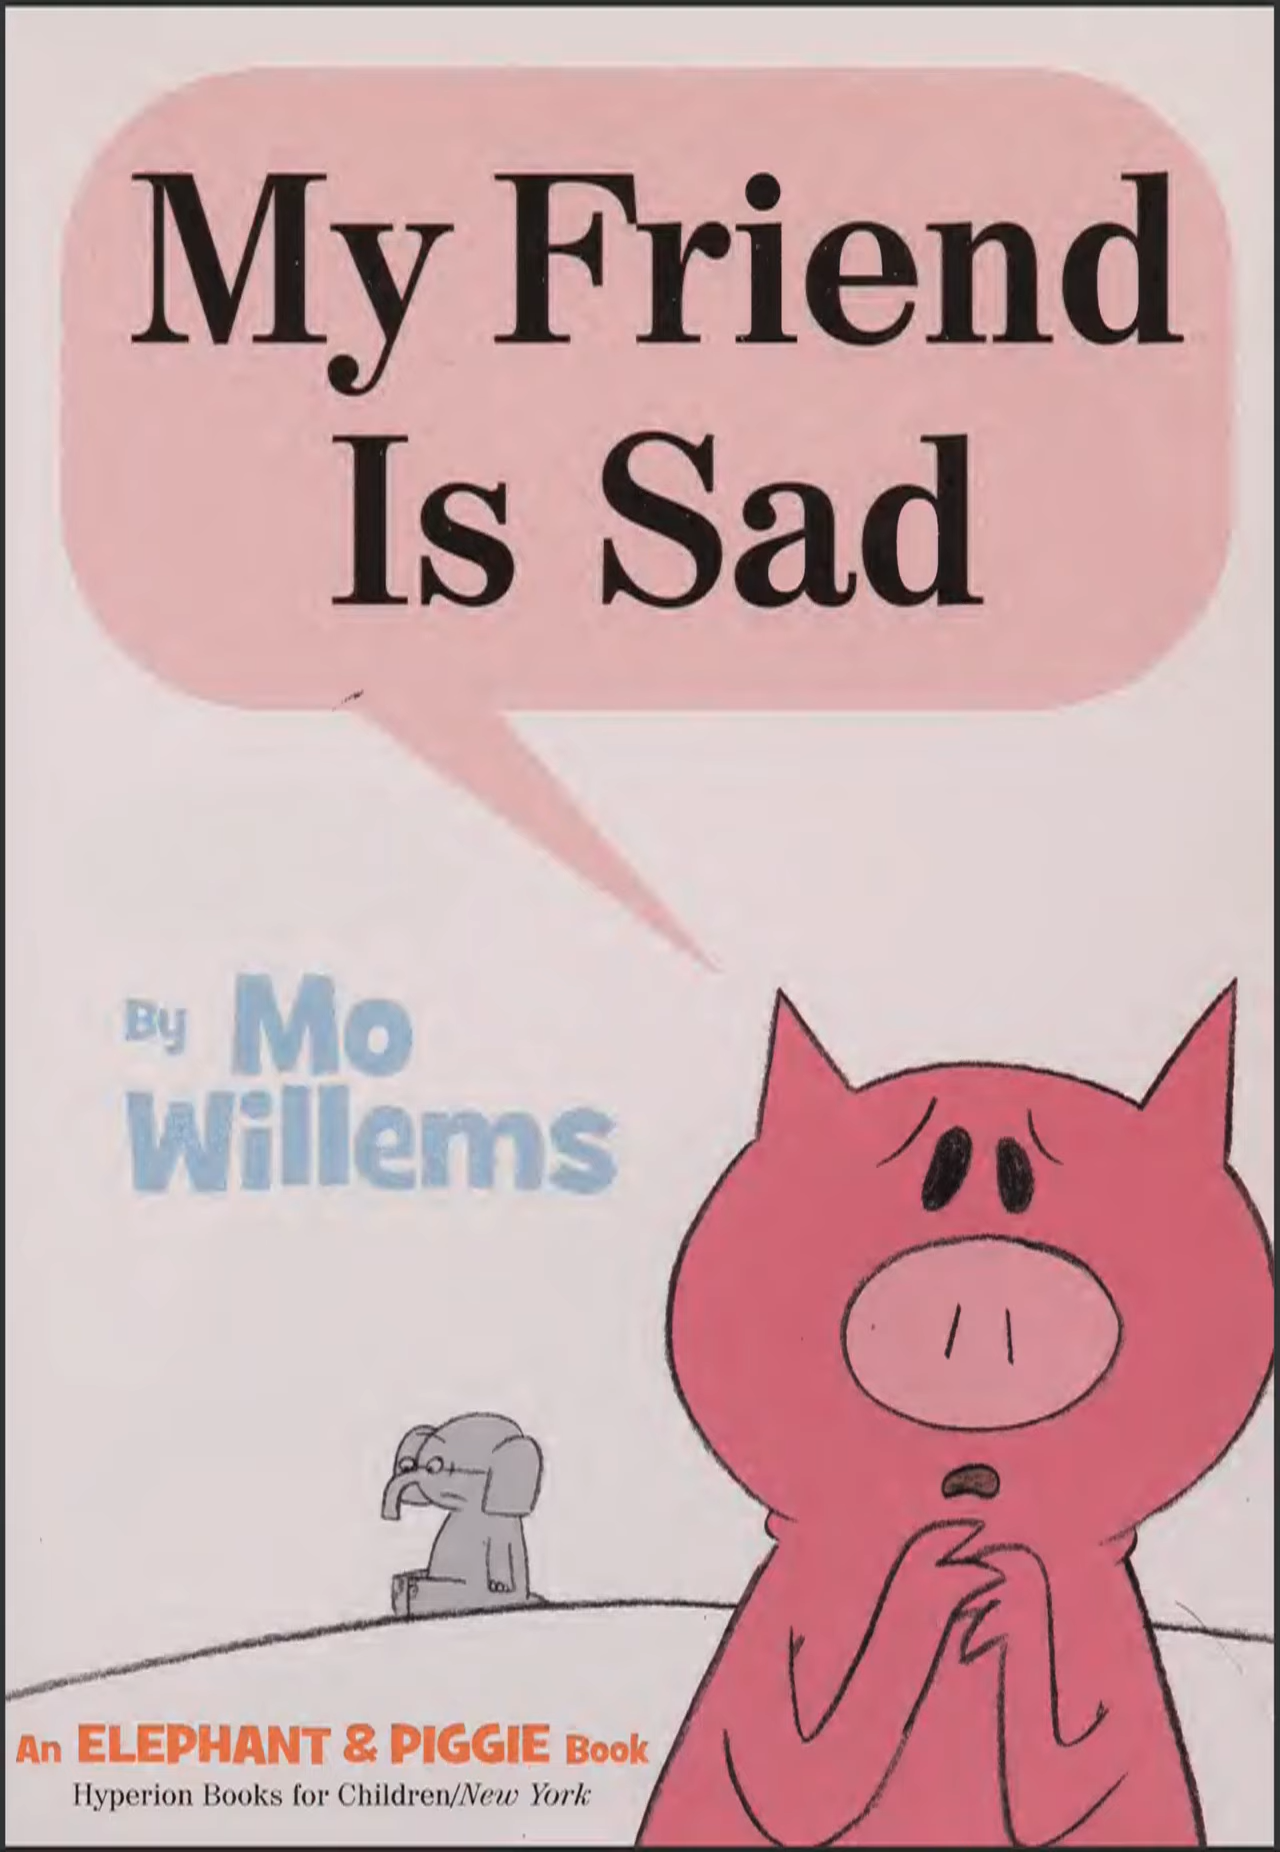 My Friend
Is Sad
By Mo
Willems
An ELEPHANT & PIGGIE Book
Hyperion Books for Children/New York